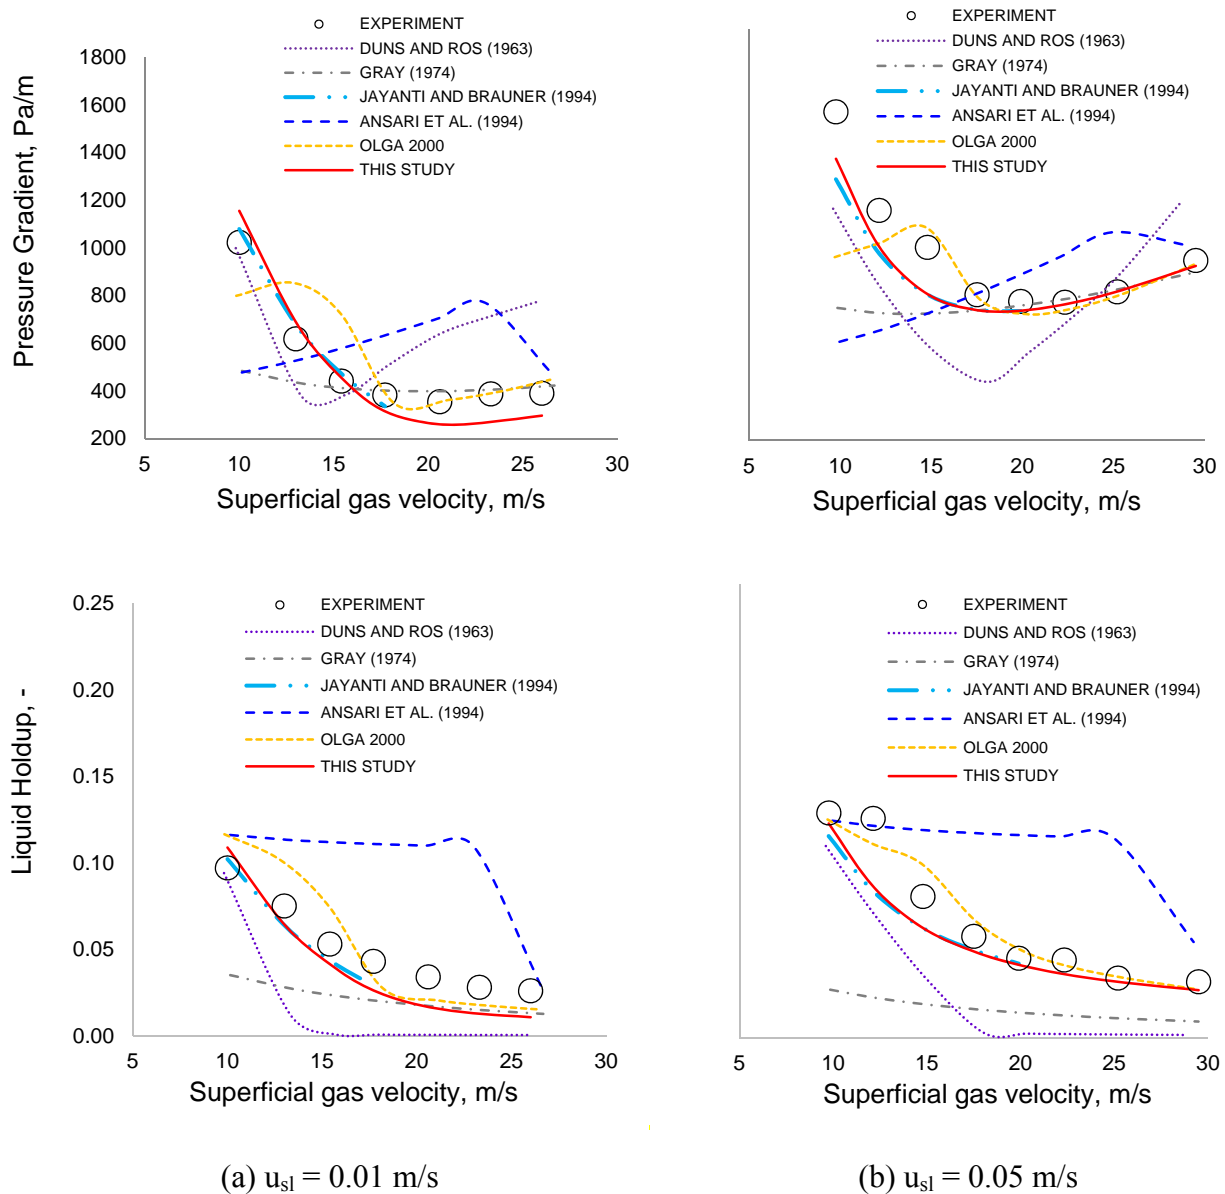 EXPERIMENT
DUNS AND ROS (1963)
GRAY (1974)
JAYANTI AND BRAUNER (1994)
ANSARI ET AL. (1994)
OLGA 2000
THIS STUDY
1800
1600
1400
1200
1000
800
600
400
200
Pressure Gradient, Pa/m
5 10 15 20 25 30
Superficial gas velocity, m/s
EXPERIMENT
DUNS AND ROS (1963)
GRAY (1974)
JAYANTI AND BRAUNER (1994)
ANSARI ET AL. (1994)
OLGA 2000
THIS STUDY
5 10 15 20 25 30
Superficial gas velocity, m/s
EXPERIMENT
DUNS AND ROS (1963)
GRAY (1974)
JAYANTI AND BRAUNER (1994)
ANSARI ET AL. (1994)
OLGA 2000
THIS STUDY
0.25
0.20
0.15
0.10
0.05
0.00
Liquid Holdup, -
5 10 15 20 25 30
Superficial gas velocity, m/s
EXPERIMENT
DUNS AND ROS (1963)
GRAY (1974)
JAYANTI AND BRAUNER (1994)
ANSARI ET AL. (1994)
OLGA 2000
THIS STUDY
5 10 15 20 25 30
Superficial gas velocity, m/s
(a) usl = 0.01 m/s
(b) usl = 0.05 m/s